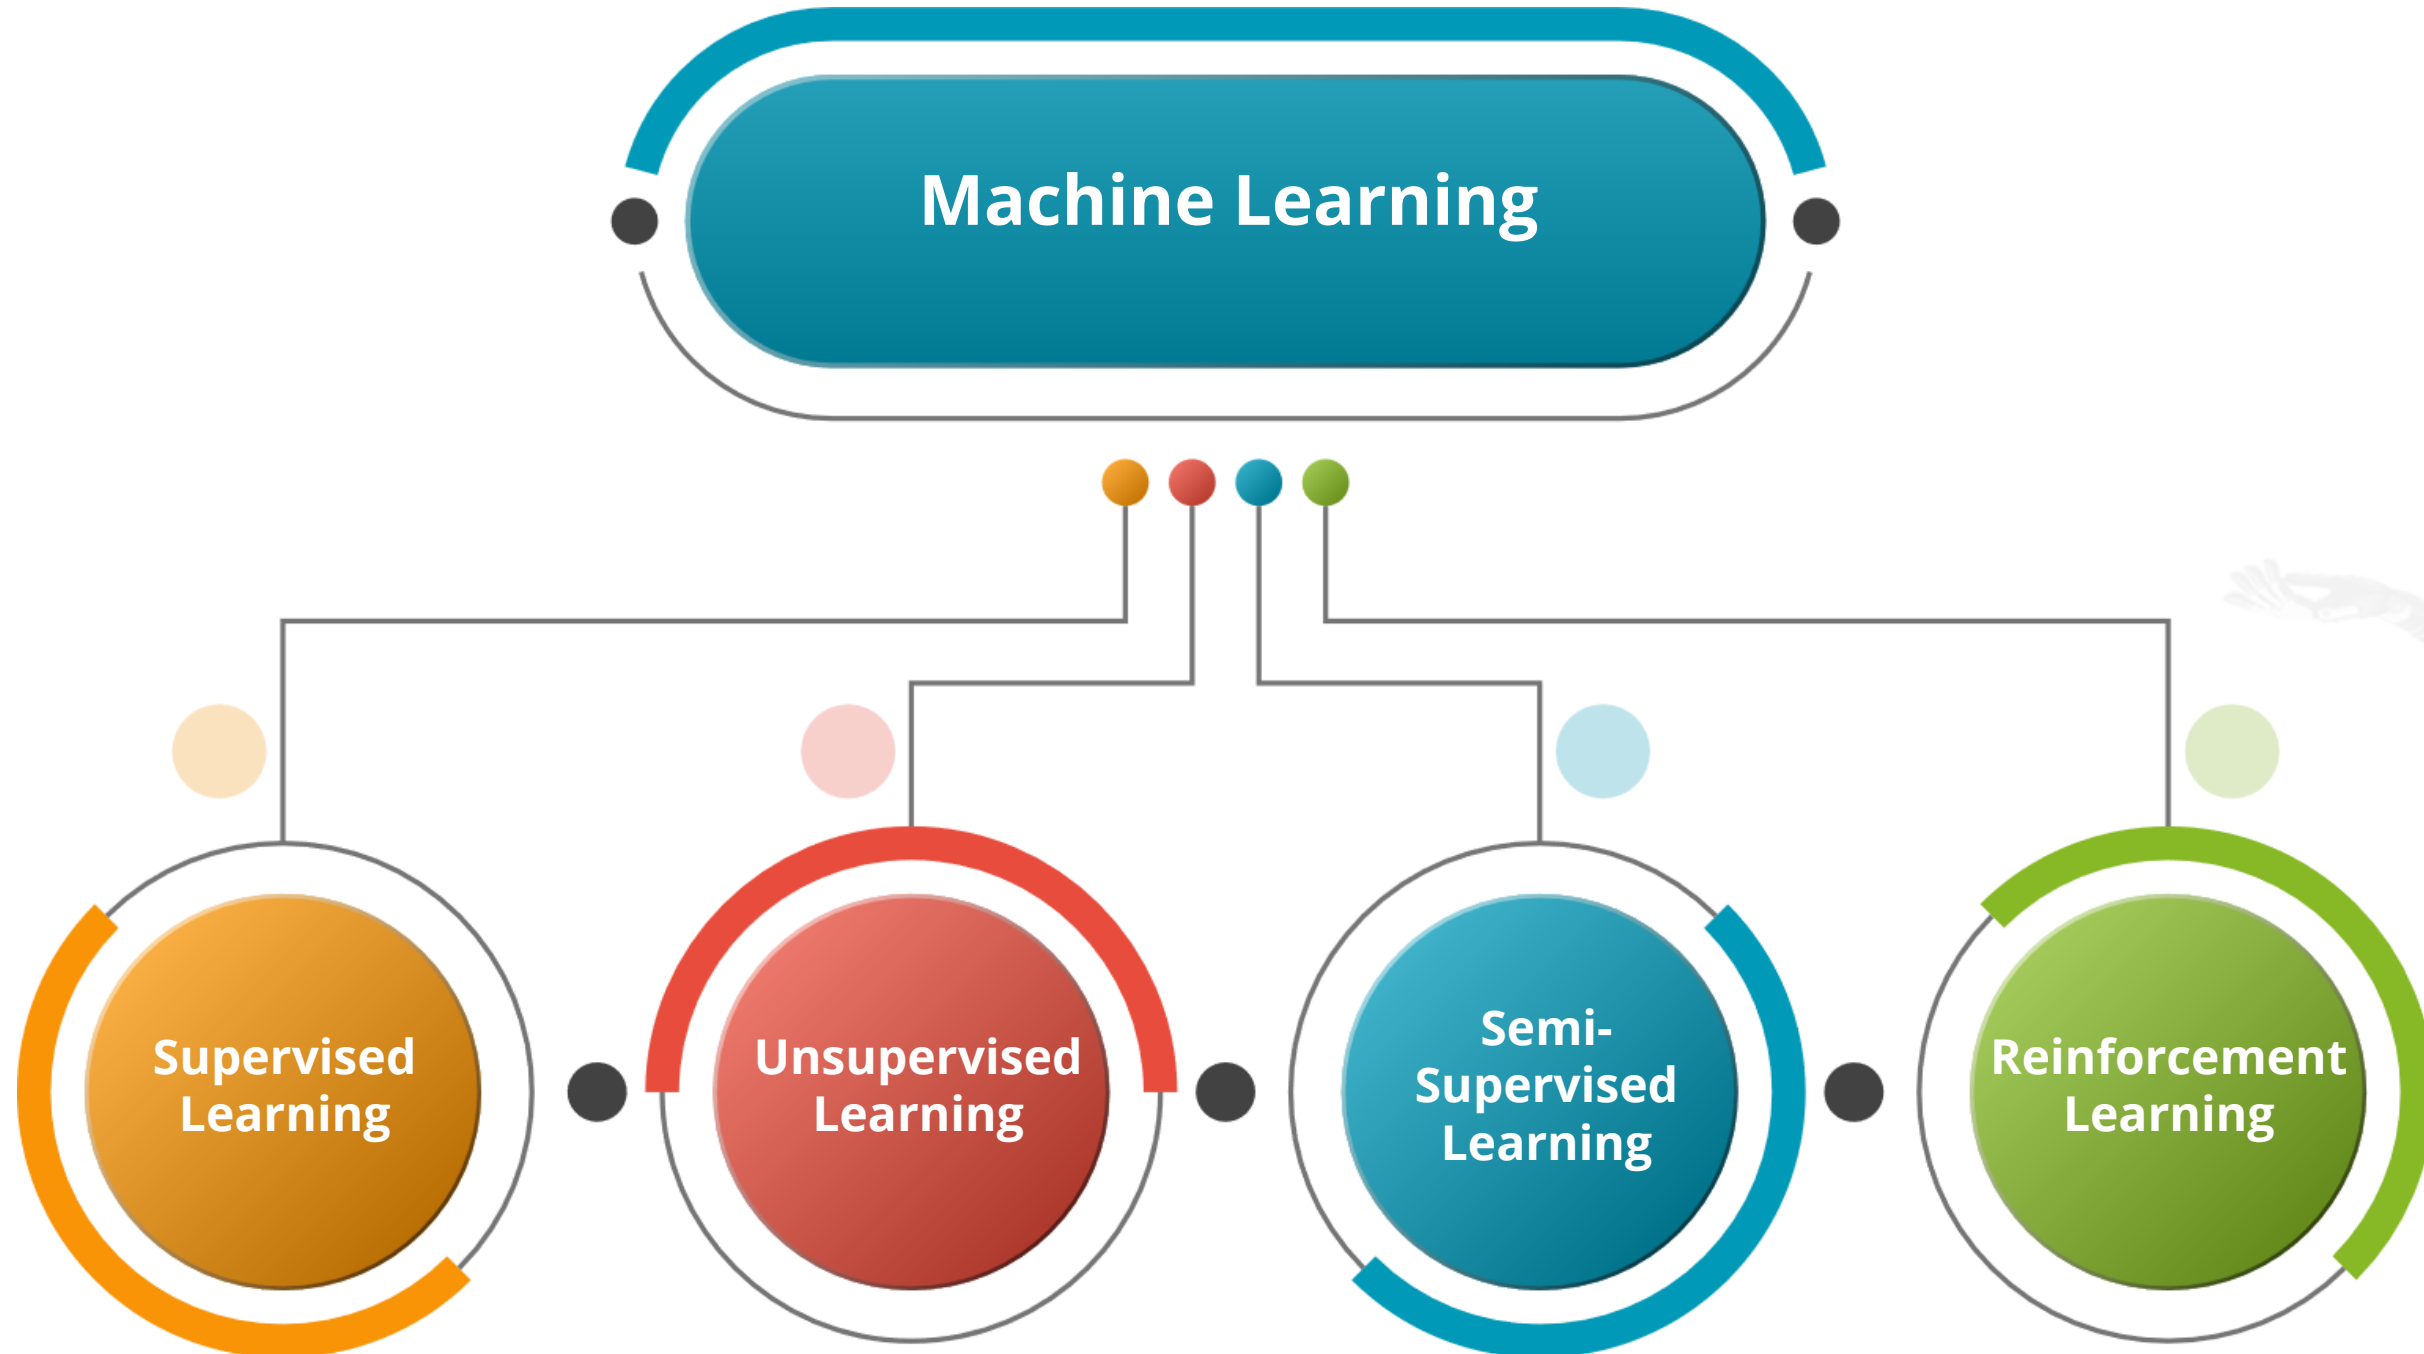 Machine Learning
Supervised
Learning
Unsupervised
Learning
Semi-
Supervised
Learning
Reinforcement
Learning